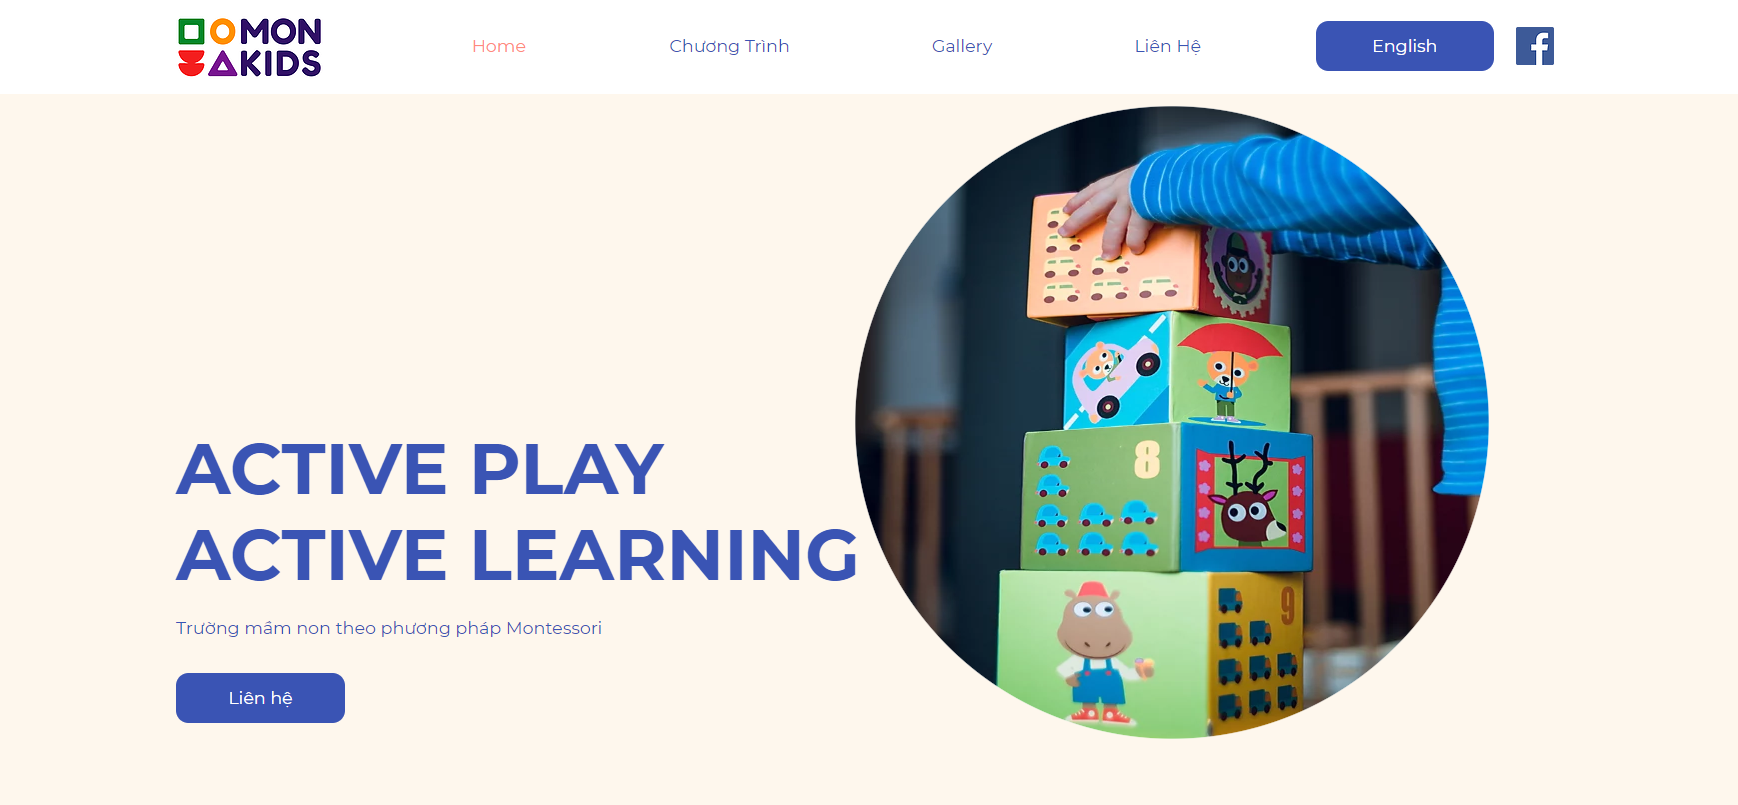 MON
KIDS
Home
Chương Trình
Gallery
Liên Hệ
English
f
ACTIVE PLAY
ACTIVE LEARNING
Trường mầm non theo phương pháp Montessori
Liên hệ
8
9